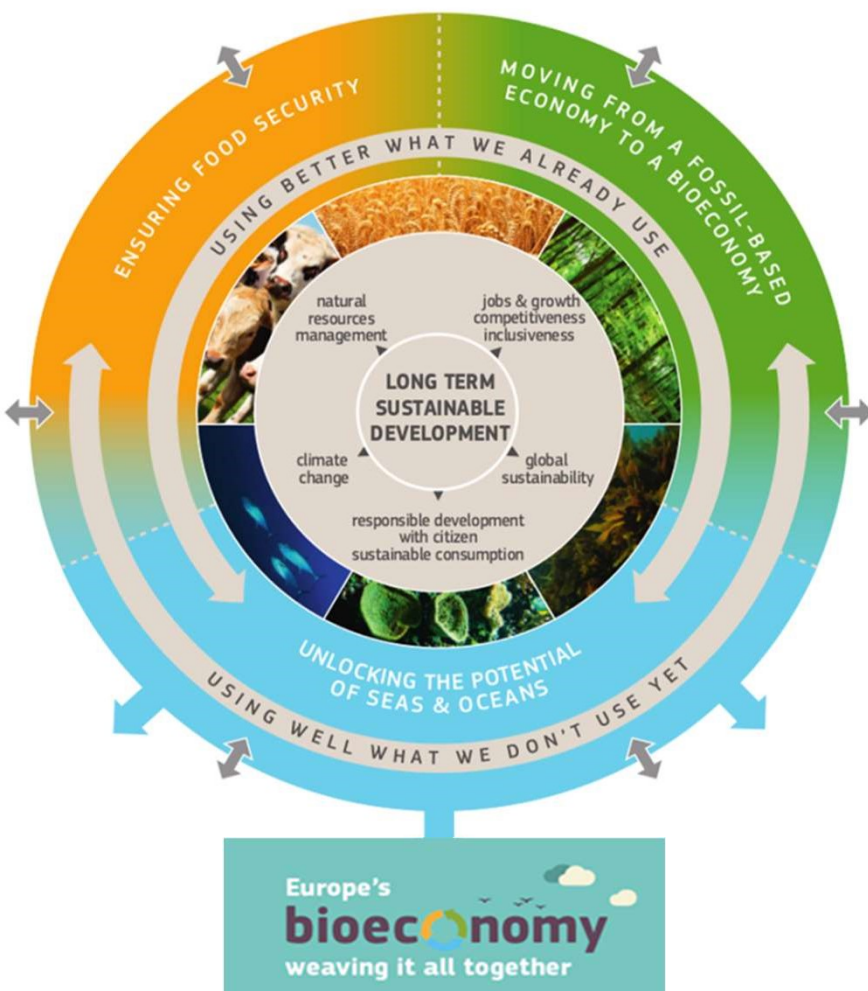 ENSURING FOOD SECURITY
MOVING FROM A FOSSIL-BASED
ECONOMY TO A BIOECONOMY
USING BETTER WHAT WE ALREADY USE
natural
resources
management
jobs & growth
competitiveness
inclusiveness
LONG TERM
SUSTAINABLE
DEVELOPMENT
climate
change
global
sustainability
responsible development
with citizen
sustainable consumption
UNLOCKING THE POTENTIAL
OF SEAS & OCEANS
USING WELL WHAT WE DON'T USE YET
Europe's
bioeconomy
weaving it all together